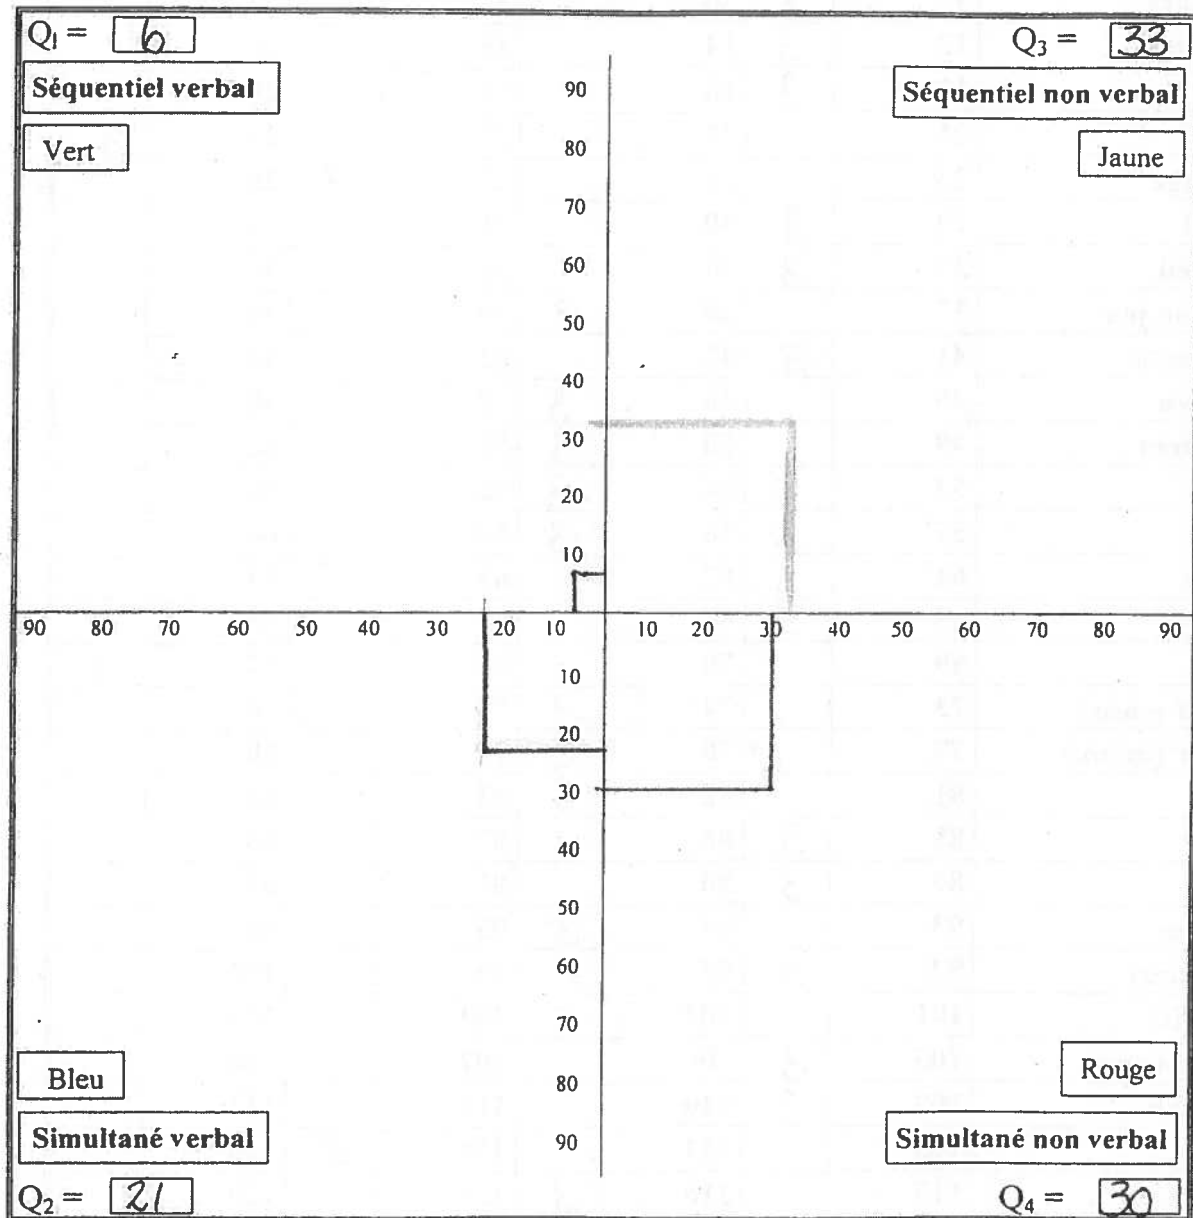 Q₁ = 6
Q₃ = 33
Séquentiel verbal
Séquentiel non verbal
Vert
Jaune
90
80
70
60
50
40
30
20
10
90 80 70 60 50 40 30 20 10 10 20 30 40 50 60 70 80 90
10
20
30
40
50
60
70
80
90
Bleu
Rouge
Simultané verbal
Simultané non verbal
Q₂ = 21
Q₄ = 30